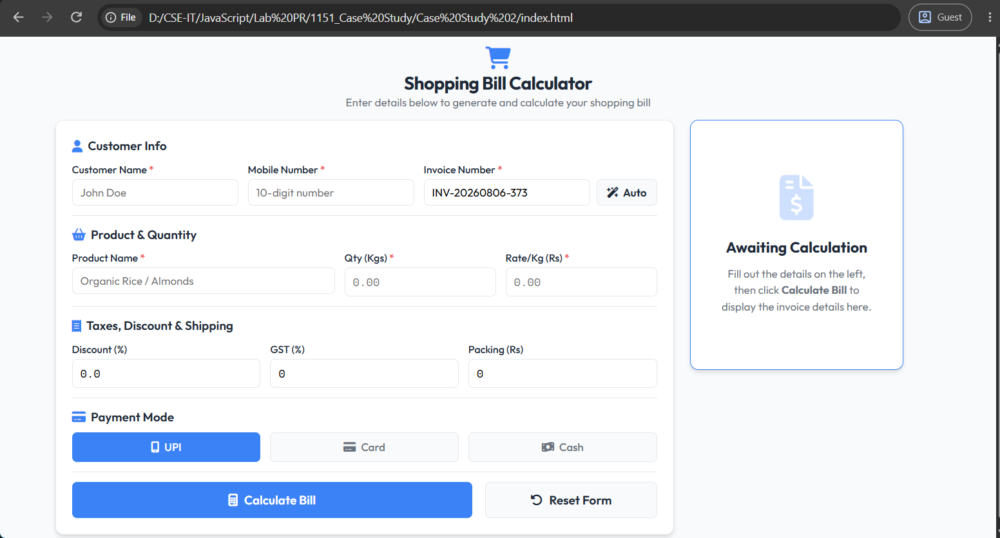 File D:/CSE-IT/JavaScript/Lab%20PR/1151_Case%20Study/Case%20Study%202/index.html Guest
Shopping Bill Calculator
Enter details below to generate and calculate your shopping bill
Customer Info
Customer Name * Mobile Number * Invoice Number *
John Doe 10-digit number INV-20260806-373 Auto
Product & Quantity
Product Name * Qty (Kgs) * Rate/Kg (Rs) *
Organic Rice / Almonds 0.00 0.00
Taxes, Discount & Shipping
Discount (%) GST (%) Packing (Rs)
0.0 0 0
Payment Mode
UPI Card Cash
Calculate Bill Reset Form
$
Awaiting Calculation
Fill out the details on the left,
then click Calculate Bill to
display the invoice details here.